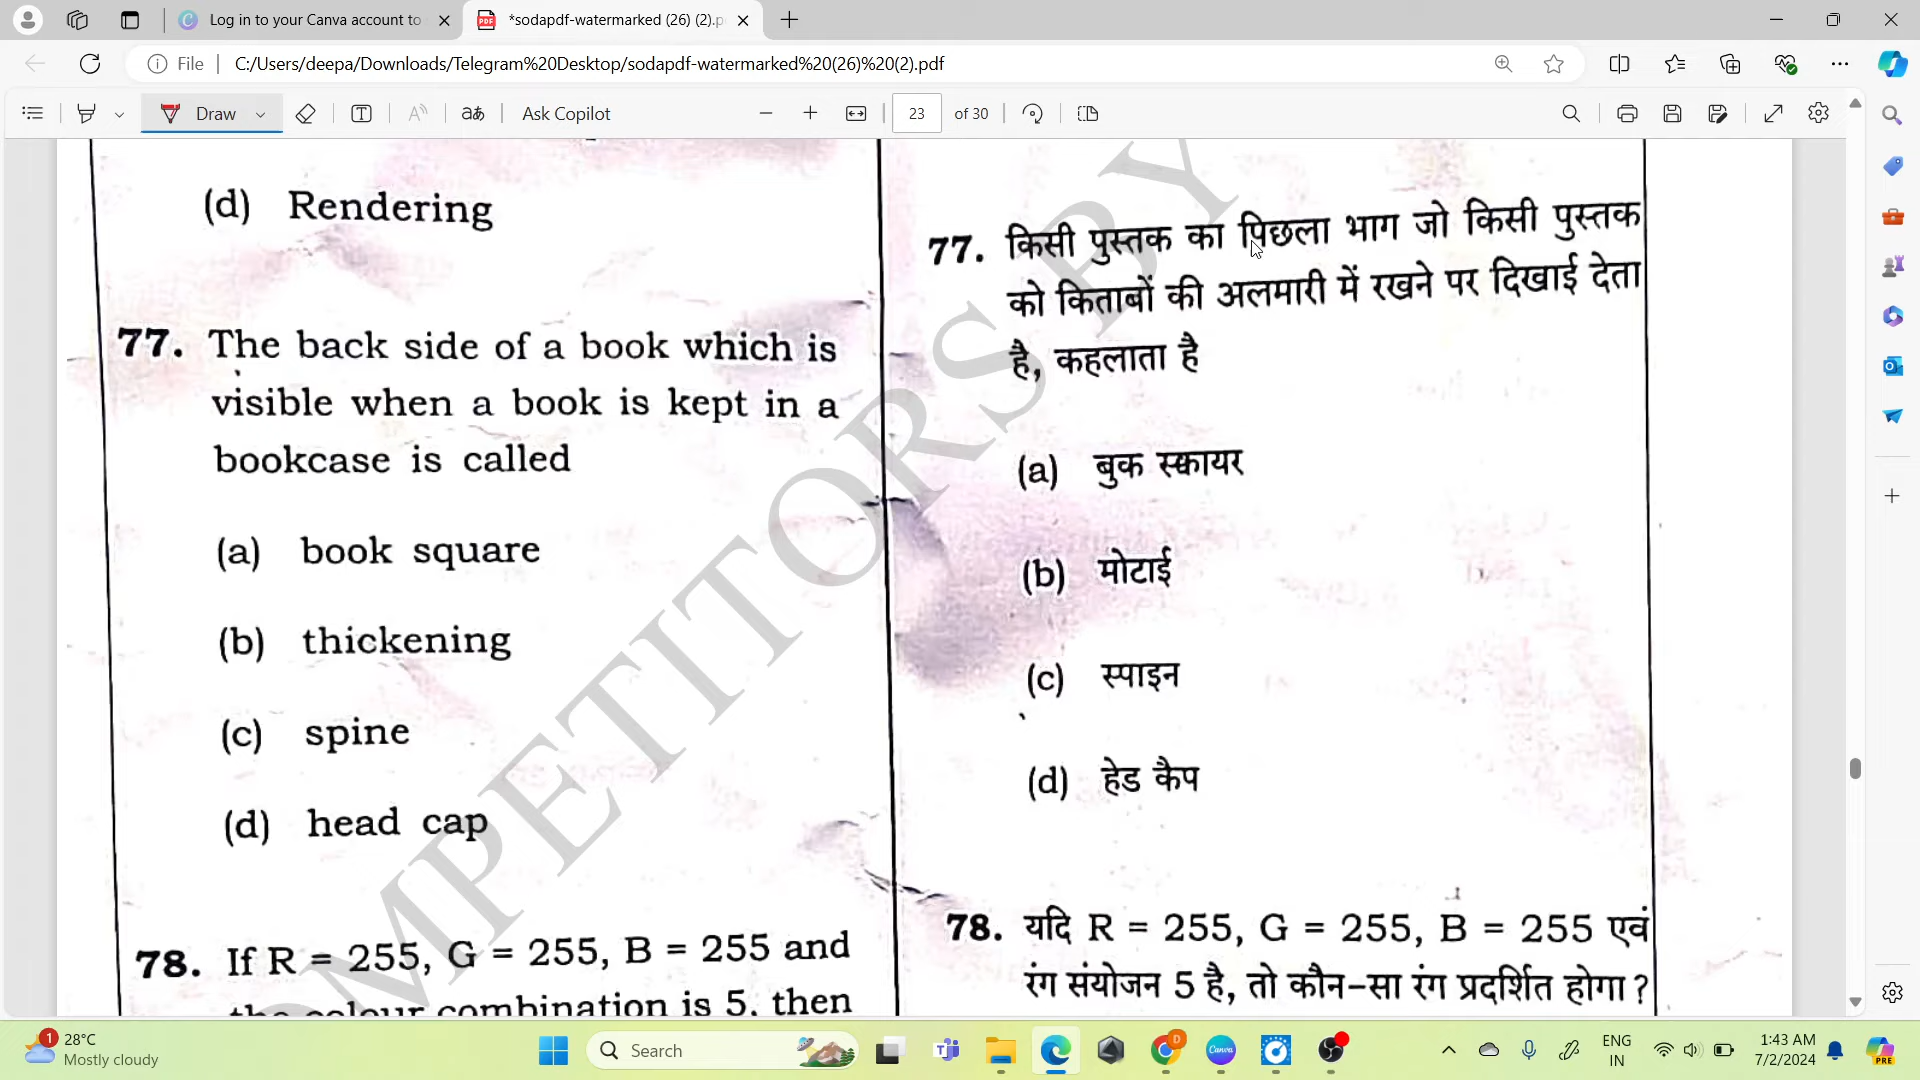 Log in to your Canva account to
*sodapdf-watermarked (26) (2).p
File
C:/Users/deepa/Downloads/Telegram%20Desktop/sodapdf-watermarked%20(26)%20(2).pdf
Draw
Ask Copilot
23 of 30
(d) Rendering
77. The back side of a book which is
visible when a book is kept in a
bookcase is called
(a) book square
(b) thickening
(c) spine
(d) head cap
78. If R = 255, G = 255, B = 255 and
the colour combination is 5, then
77. किसी पुस्तक का पिछला भाग जो किसी पुस्तक
को किताबों की अलमारी में रखने पर दिखाई देता
है, कहलाता है
(a) बुक स्क्वायर
(b) मोटाई
(c) स्पाइन
(d) हेड कैप
78. यदि R = 255, G = 255, B = 255 एवं
रंग संयोजन 5 है, तो कौन-सा रंग प्रदर्शित होगा ?
OMPETITORS BY
1
28°C
Mostly cloudy
Search
Canva
D
ENG
IN
1:43 AM
7/2/2024
PRE